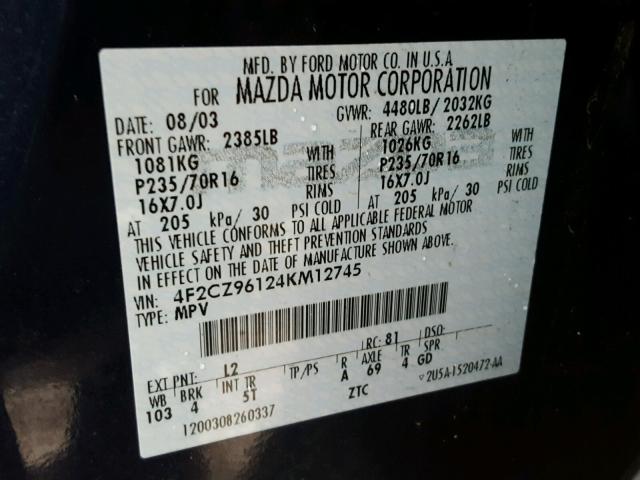 MFD. BY FORD MOTOR CO. IN U.S.A
FOR MAZDA MOTOR CORPORATION
DATE: 08/03 GVWR: 4480LB/2032KG
FRONT GAWR: 2385LB REAR GAWR: 2262LB
1081KG WITH 1026KG WITH
P235/70R16 TIRES P235/70R16 TIRES
16X7.0J RIMS 16X7.0J RIMS
AT 205 kPa/ 30 PSI COLD AT 205 kPa/ 30 PSI COLD
THIS VEHICLE CONFORMS TO ALL APPLICABLE FEDERAL MOTOR
VEHICLE SAFETY AND THEFT PREVENTION STANDARDS
IN EFFECT ON THE DATE OF MANUFACTURE SHOWN ABOVE.
VIN: 4F2CZ96124KM12745
TYPE: MPV
EXT PNT: L2 RC: 81 DSO:
WB BRK INT TR TP/PS R AXLE TR SPR
103 4 5T A 69 4 GD
ZTC ▽2U5A-1520472-AA
1200308260337